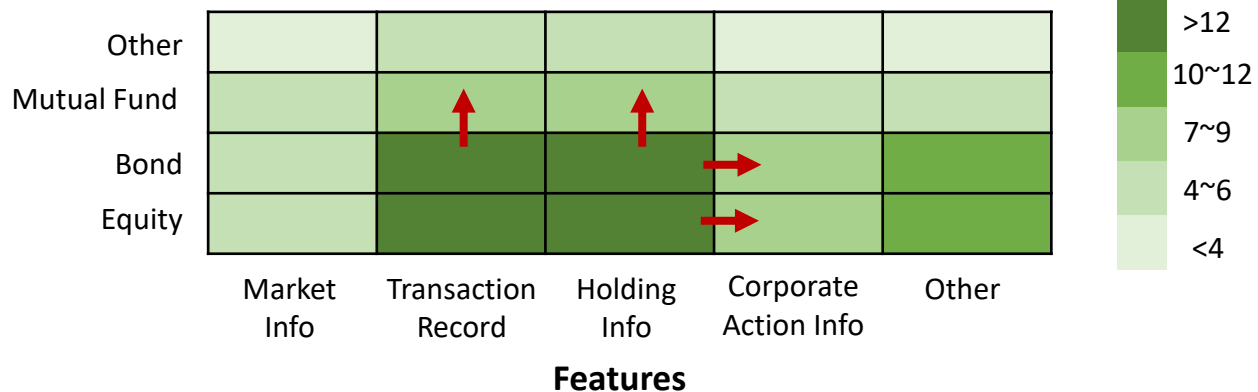 Other
Mutual Fund
Bond
Equity
Market
Info
Transaction
Record
Holding
Info
Corporate
Action Info
Other
Features
>12
10~12
7~9
4~6
<4